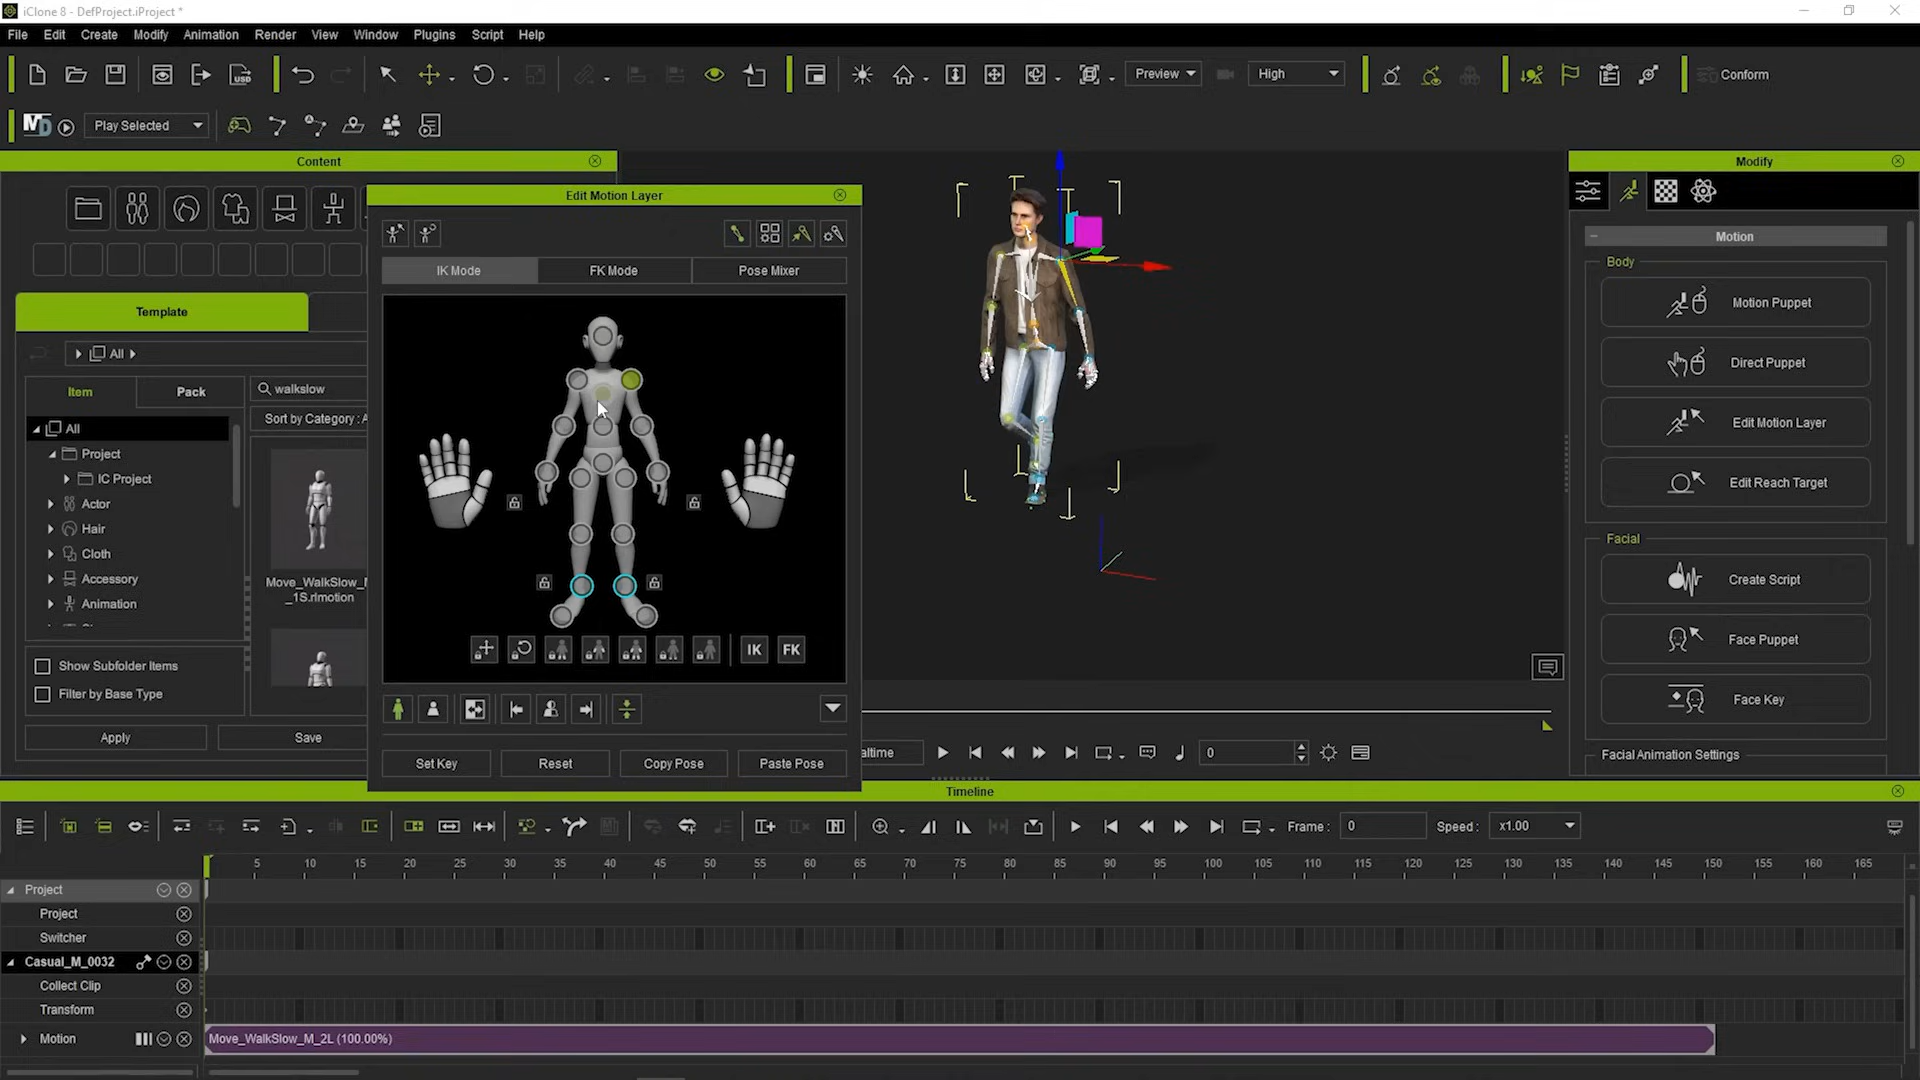 iClone 8 - DefProject.iProject *
File Edit Create Modify Animation Render View Window Plugins Script Help
Preview High Conform
MD Play Selected
Content
Edit Motion Layer
Modify
IK Mode FK Mode Pose Mixer
Motion
Body
Motion Puppet
Direct Puppet
Edit Motion Layer
Edit Reach Target
Facial
Create Script
Face Puppet
Face Key
Facial Animation Settings
Template
All
Item Pack walkslow
Sort by Category : A
All
Project
IC Project
Actor
Hair
Cloth
Accessory
Animation
Move_WalkSlow_
_1S.rlmotion
Show Subfolder Items
Filter by Base Type
Apply Save
IK FK
Set Key Reset Copy Pose Paste Pose
altime 0
Timeline
Frame : 0 Speed : x1.00
5 10 15 20 25 30 35 40 45 50 55 60 65 70 75 80 85 90 95 100 105 110 115 120 125 130 135 140 145 150 155 160 165
Project
Project
Switcher
Casual_M_0032
Collect Clip
Transform
Motion Move_WalkSlow_M_2L (100.00%)